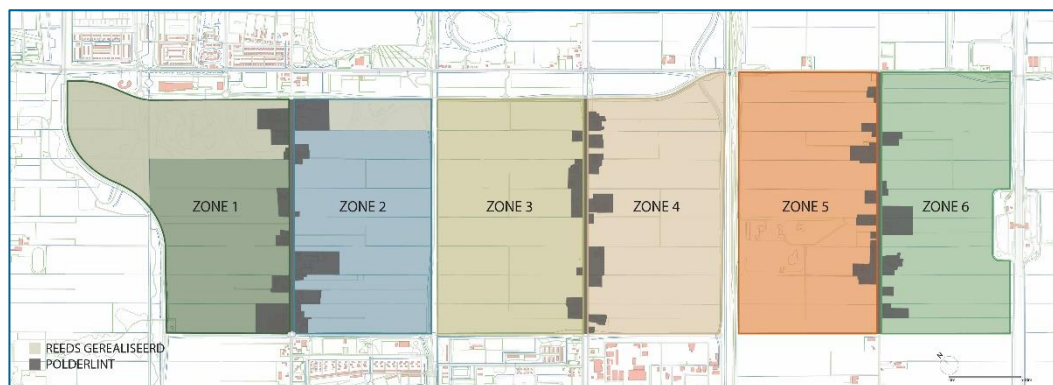 ZONE 1
ZONE 2
ZONE 3
ZONE 4
ZONE 5
ZONE 6
REEDS GEREALISEERD
POLDERLINT
N